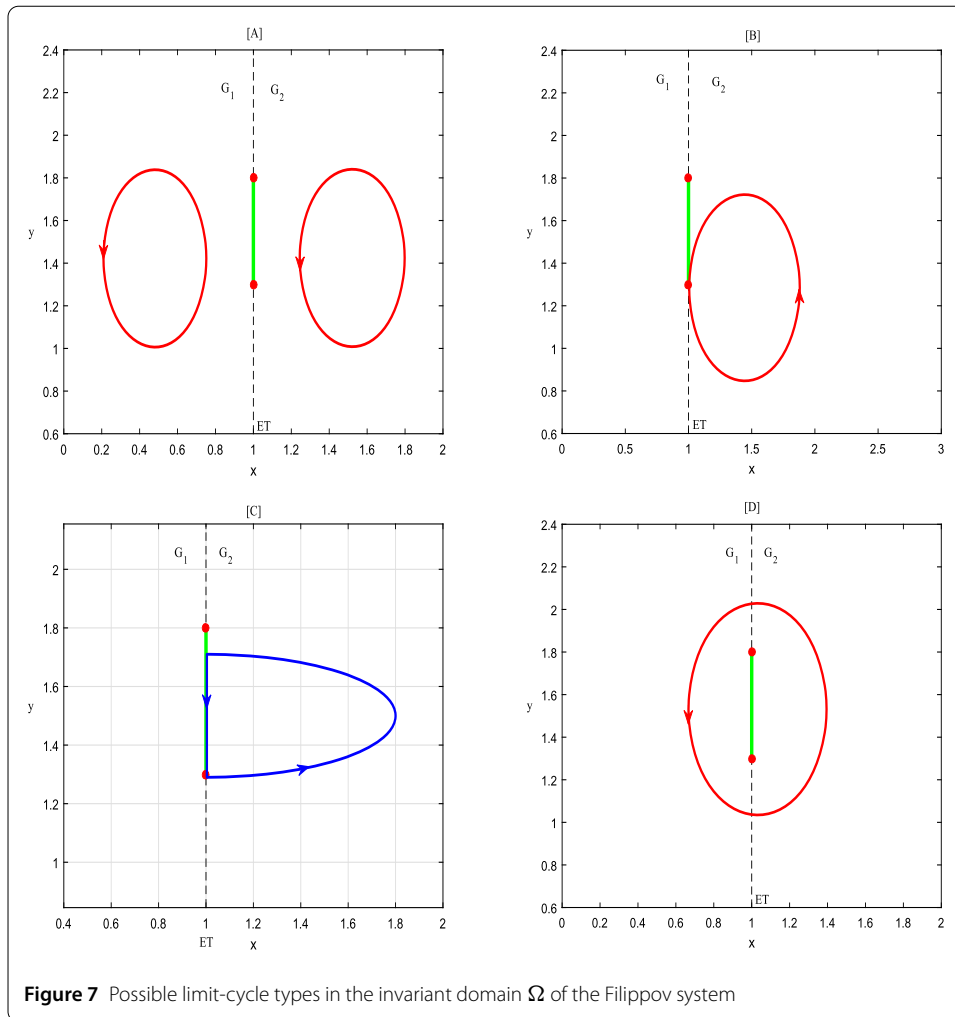 [A]
2.4
2.2
2
1.8
1.6
1.4
1.2
1
0.8
0.6
y
G1 G2
ET
0 0.2 0.4 0.6 0.8 1 1.2 1.4 1.6 1.8 2
x
[B]
2.4
2.2
2
1.8
1.6
1.4
1.2
1
0.8
0.6
y
G1 G2
ET
0 0.5 1 1.5 2 2.5 3
x
[C]
2
1.8
1.6
1.4
1.2
1
y
G1 G2
0.4 0.6 0.8 1 1.2 1.4 1.6 1.8 2
ET x
[D]
2.4
2.2
2
1.8
1.6
1.4
1.2
1
0.8
0.6
y
G1 G2
ET
0 0.2 0.4 0.6 0.8 1 1.2 1.4 1.6 1.8 2
x
Figure 7 Possible limit-cycle types in the invariant domain Ω of the Filippov system